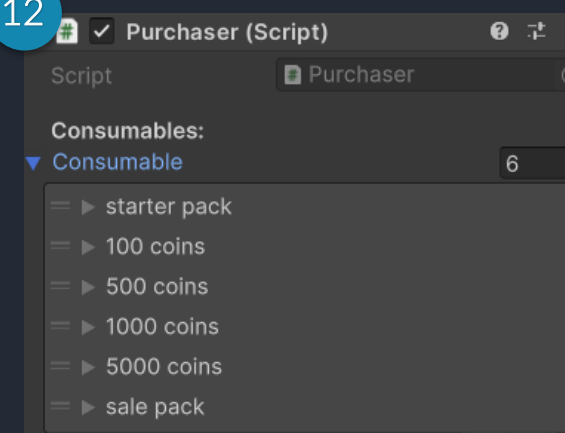 12
# Purchaser (Script) ?
Script # Purchaser
Consumables:
Consumable 6
starter pack
100 coins
500 coins
1000 coins
5000 coins
sale pack